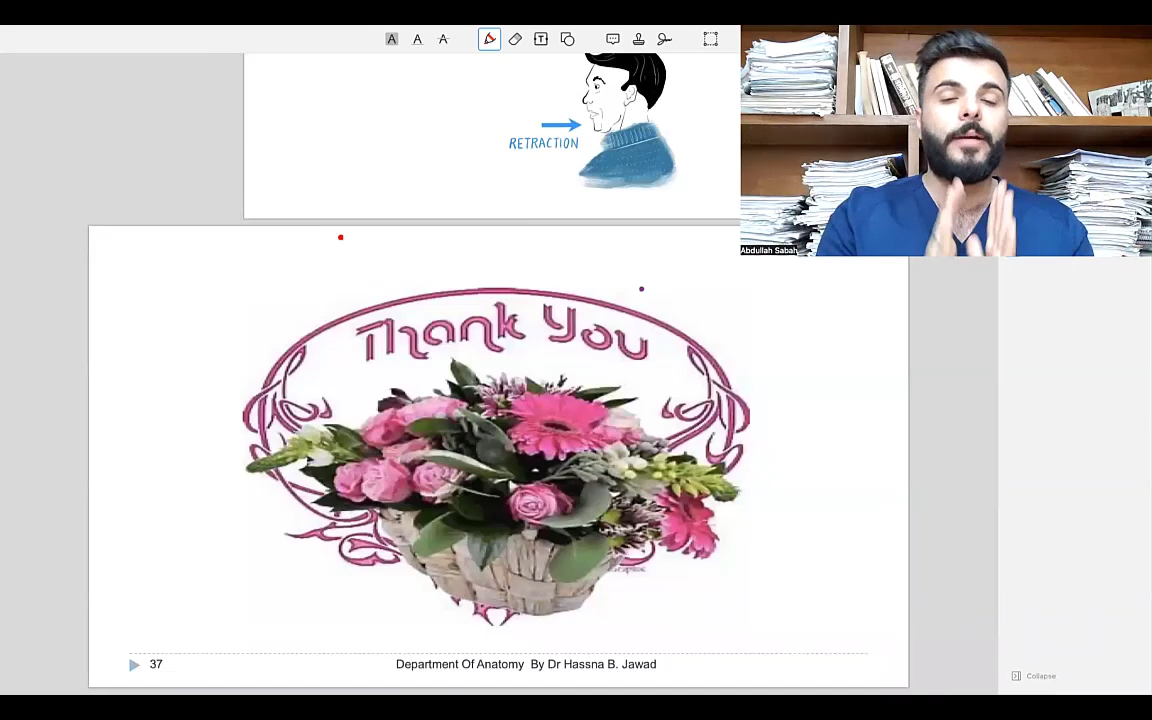 RETRACTION
Abdullah Sabah
Thank You
37
Department Of Anatomy By Dr Hassna B. Jawad
Collapse